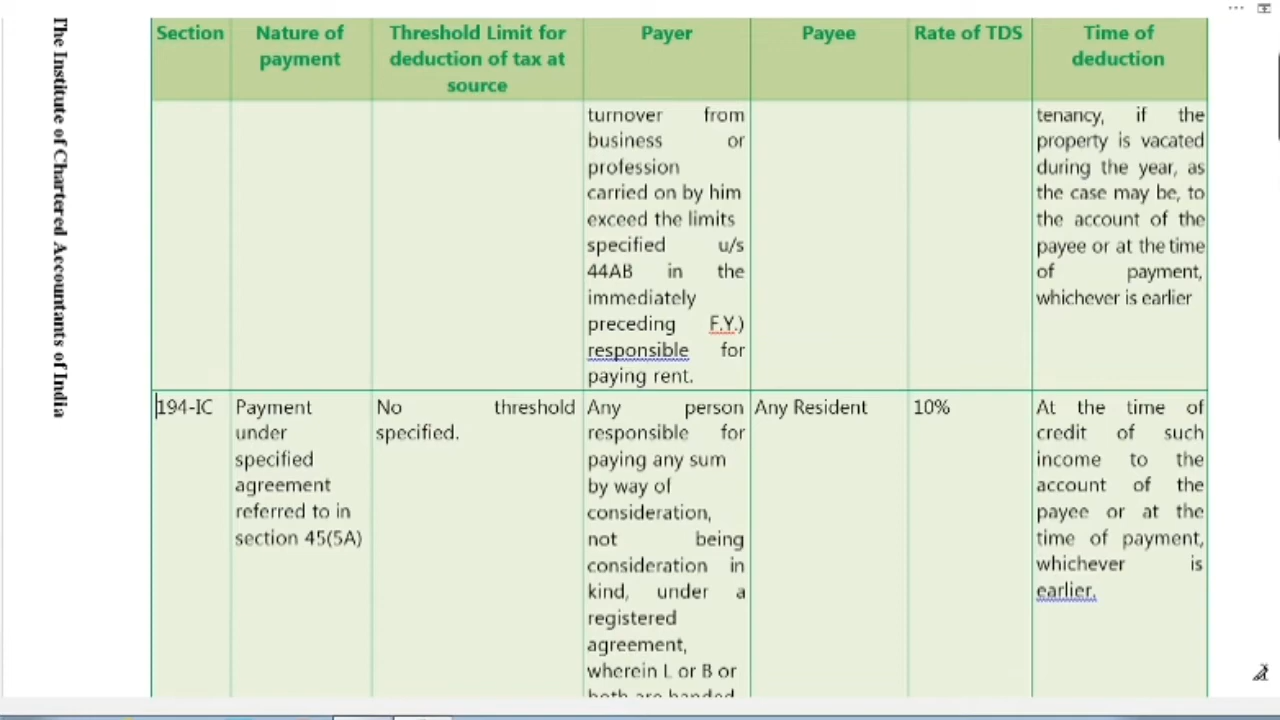 The Institute of Chartered Accountants of India
Section
Nature of
payment
Threshold Limit for
deduction of tax at
source
Payer
Payee
Rate of TDS
Time of
deduction
turnover from
business or
profession
carried on by him
exceed the limits
specified u/s
44AB in the
immediately
preceding F.Y.)
responsible for
paying rent.
tenancy, if the
property is vacated
during the year, as
the case may be, to
the account of the
payee or at the time
of payment,
whichever is earlier
194-IC
Payment
under
specified
agreement
referred to in
section 45(5A)
No threshold
specified.
Any person
responsible for
paying any sum
by way of
consideration,
not being
consideration in
kind, under a
registered
agreement,
wherein L or B or
both are handed
Any Resident
10%
At the time of
credit of such
income to the
account of the
payee or at the
time of payment,
whichever is
earlier.